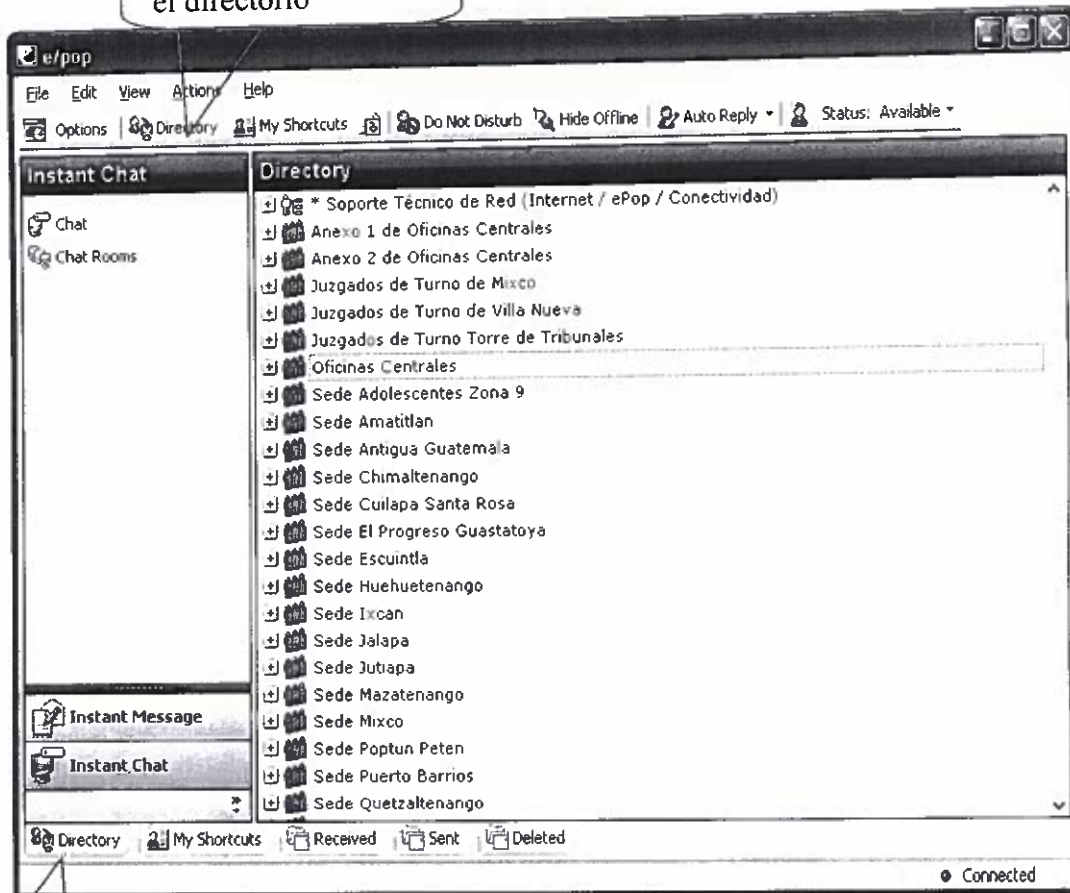 el directorio
e/pop
File Edit View Actions Help
Options Directory My Shortcuts Do Not Disturb Hide Offline Auto Reply Status: Available
Instant Chat
Chat
Chat Rooms
Directory
* Soporte Técnico de Red (Internet / ePop / Conectividad)
Anexo 1 de Oficinas Centrales
Anexo 2 de Oficinas Centrales
Juzgados de Turno de Mixco
Juzgados de Turno de Villa Nueva
Juzgados de Turno Torre de Tribunales
Oficinas Centrales
Sede Adolescentes Zona 9
Sede Amatitlan
Sede Antigua Guatemala
Sede Chimaltenango
Sede Cuilapa Santa Rosa
Sede El Progreso Guastatoya
Sede Escuintla
Sede Huehuetenango
Sede Ixcan
Sede Jalapa
Sede Jutiapa
Sede Mazatenango
Sede Mixco
Sede Poptun Peten
Sede Puerto Barrios
Sede Quetzaltenango
Instant Message
Instant Chat
Directory My Shortcuts Received Sent Deleted
Connected